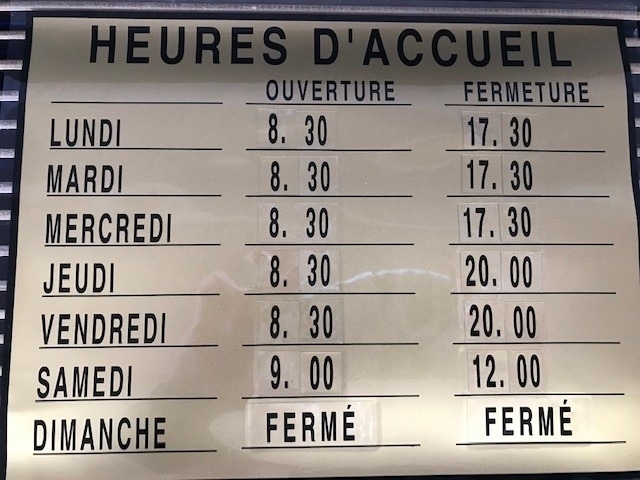 HEURES D'ACCUEIL
OUVERTURE FERMETURE
LUNDI 8. 30 17. 30
MARDI 8. 30 17. 30
MERCREDI 8. 30 17. 30
JEUDI 8. 30 20. 00
VENDREDI 8. 30 20. 00
SAMEDI 9. 00 12. 00
DIMANCHE FERMÉ FERMÉ